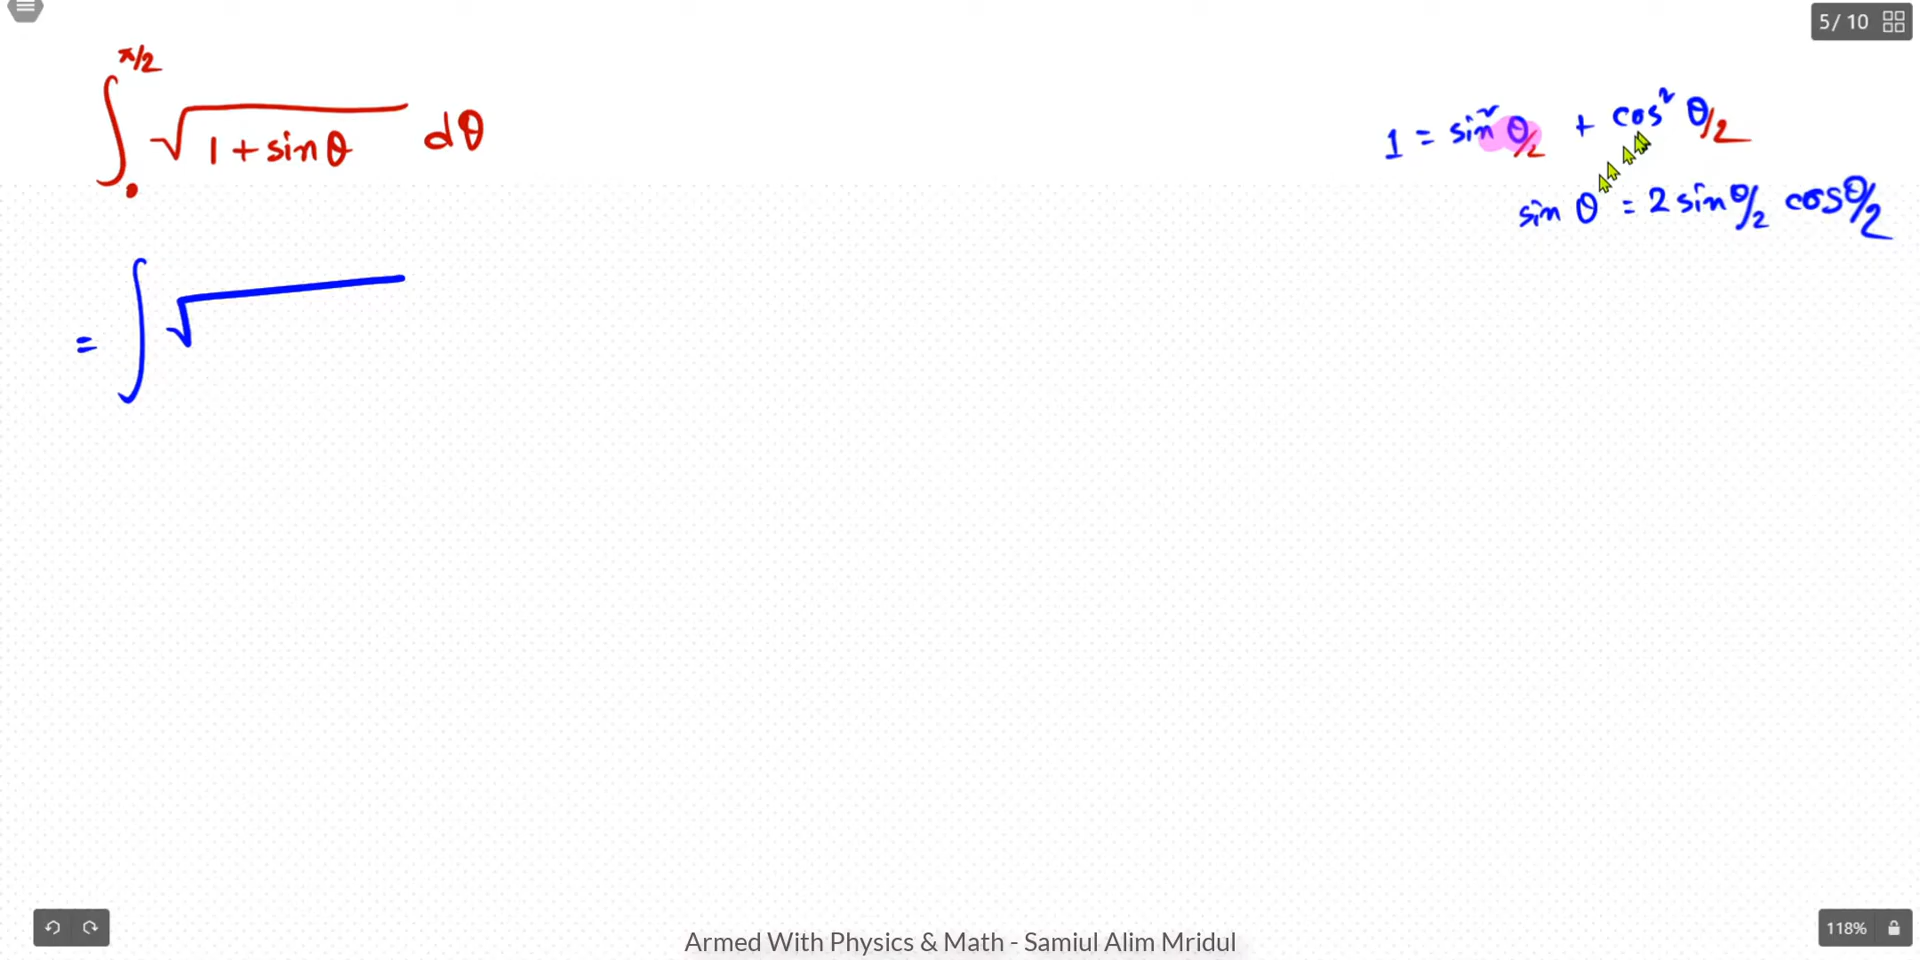 5/ 10
∫₀^π/2 √(1 + sin θ) dθ
1 = sin² θ/2 + cos² θ/2
sin θ = 2 sin θ/2 cos θ/2
= ∫ √
118%
Armed With Physics & Math - Samiul Alim Mridul